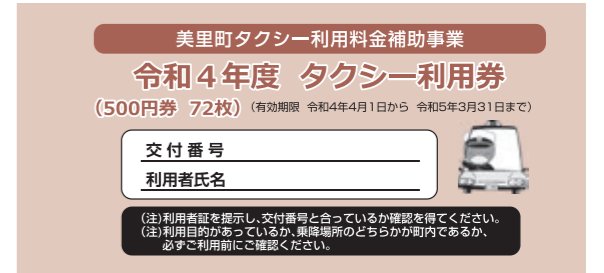 美里町タクシー利用料金補助事業
令和4年度 タクシー利用券
(500円券 72枚)(有効期限 令和4年4月1日から 令和5年3月31日まで)
交付番号
利用者氏名
(注)利用者証を提示し、交付番号と合っているか確認を得てください。
(注)利用目的があっているか、乗降場所のどちらかが町内であるか、
必ずご利用前にご確認ください。